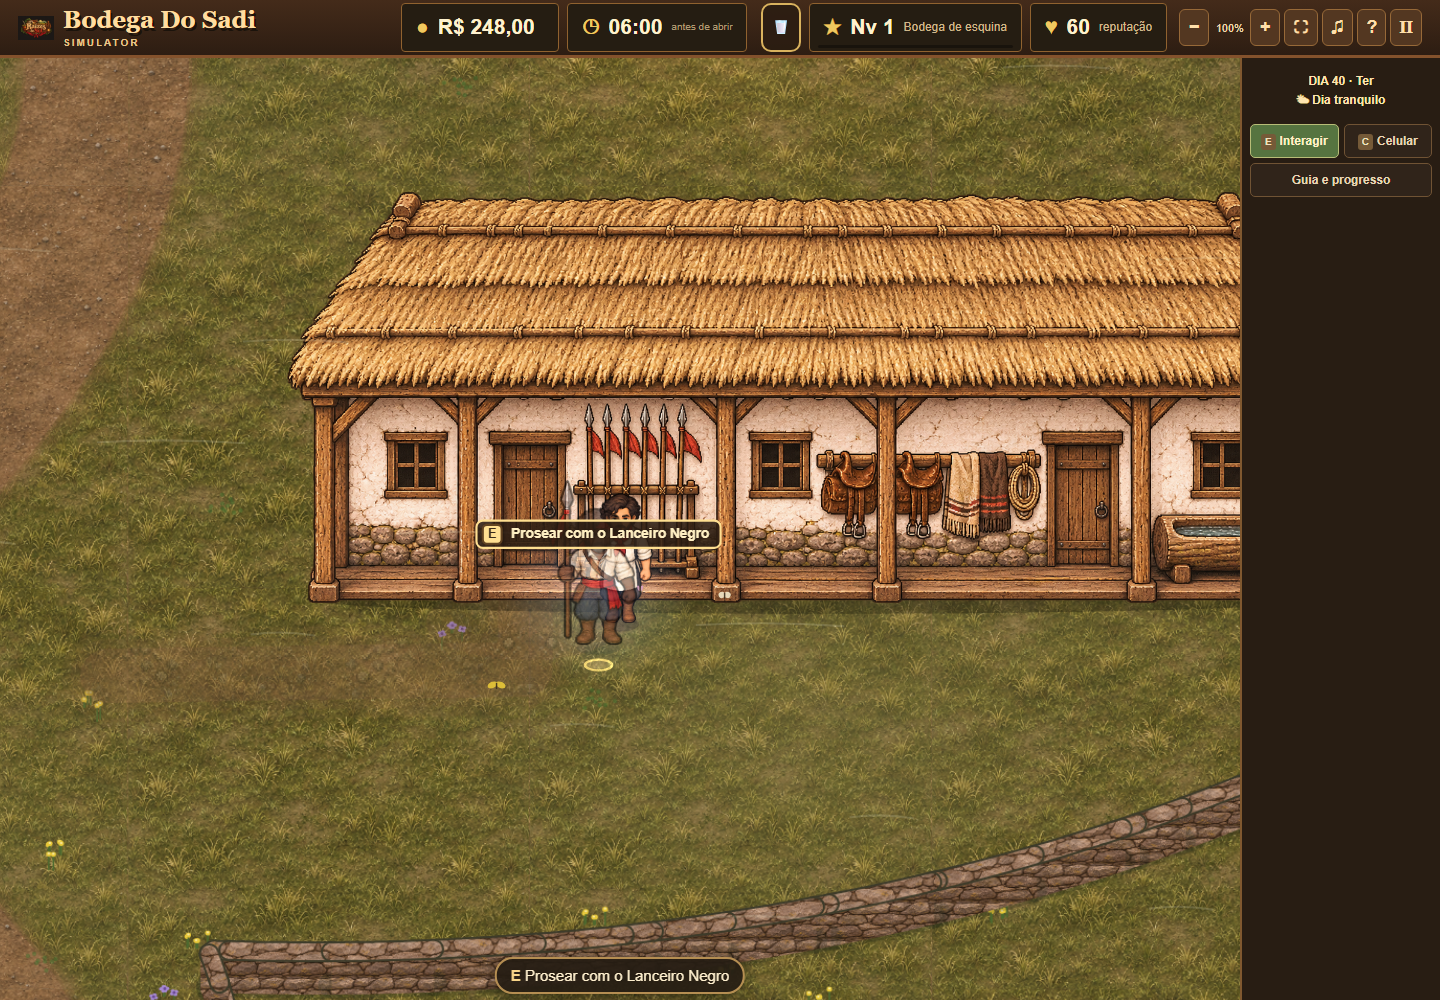 Bodega Do Sadi
SIMULATOR
R$ 248,00
06:00 antes de abrir
Nv 1 Bodega de esquina
60 reputação
− 100% +
?
II
DIA 40 · Ter
Dia tranquilo
E Interagir
C Celular
Guia e progresso
E Prosear com o Lanceiro Negro
E Prosear com o Lanceiro Negro